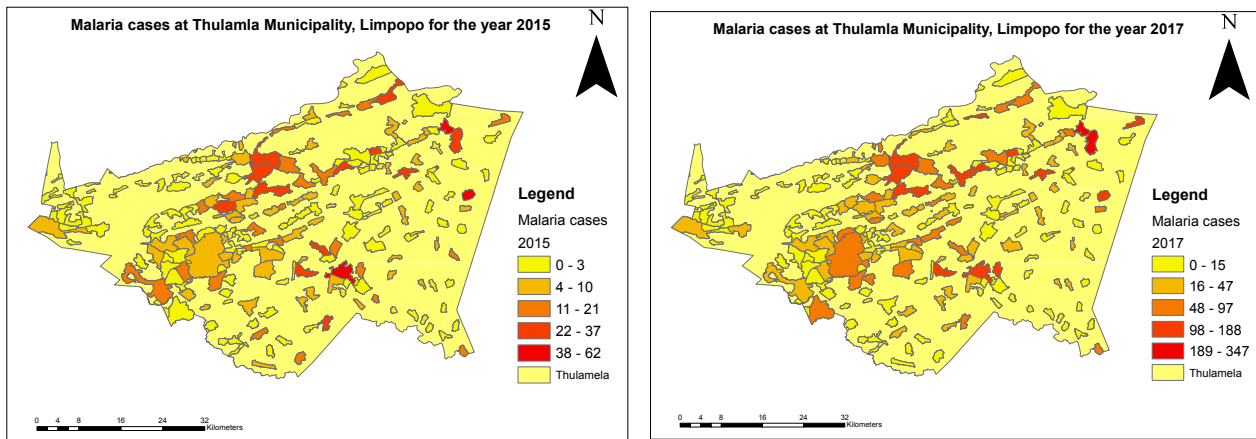 Malaria cases at Thulamla Municipality, Limpopo for the year 2015
N
Legend
Malaria cases
2015
0 - 3
4 - 10
11 - 21
22 - 37
38 - 62
Thulamela
0 4 8 16 24 32
Kilometers
Malaria cases at Thulamla Municipality, Limpopo for the year 2017
N
Legend
Malaria cases
2017
0 - 15
16 - 47
48 - 97
98 - 188
189 - 347
Thulamela
0 4 8 16 24 32
Kilometers